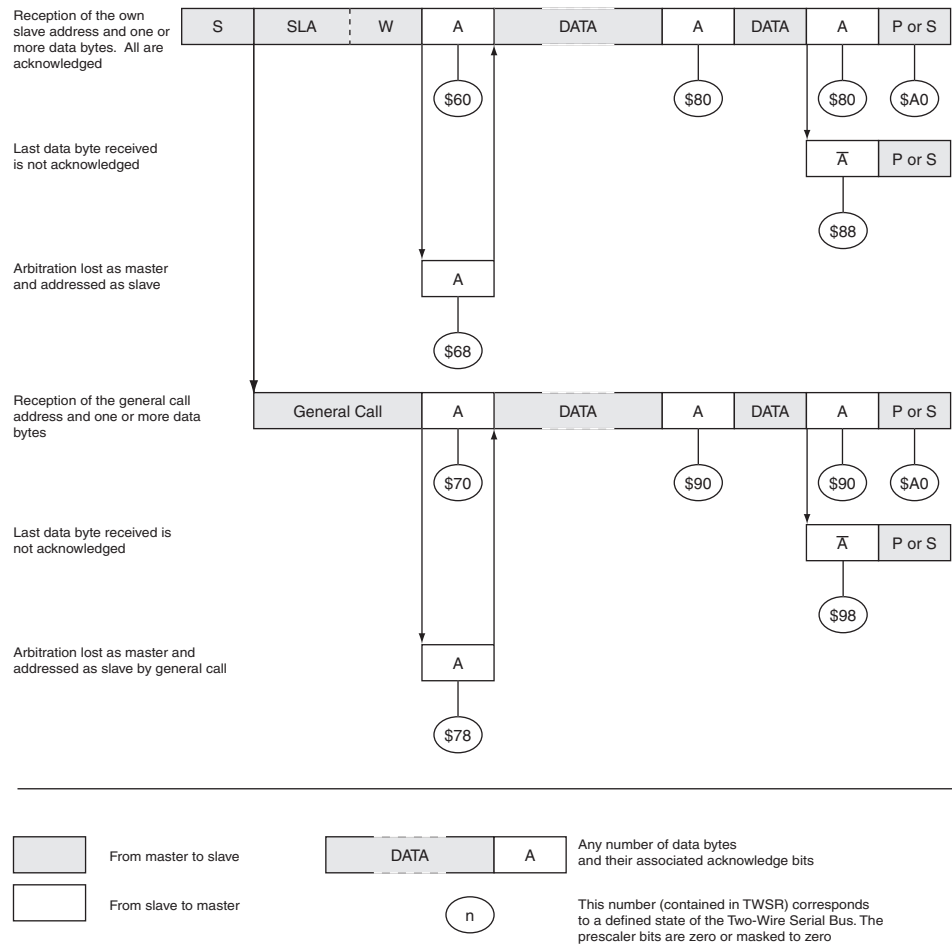 Reception of the own
slave address and one or
more data bytes. All are
acknowledged
S SLA W A DATA A DATA A P or S
$60 $80 $80 $A0
Last data byte received
is not acknowledged
A̅ P or S
$88
Arbitration lost as master
and addressed as slave
A
$68
Reception of the general call
address and one or more data
bytes
General Call A DATA A DATA A P or S
$70 $90 $90 $A0
Last data byte received is
not acknowledged
A̅ P or S
$98
Arbitration lost as master and
addressed as slave by general call
A
$78
From master to slave
DATA A
Any number of data bytes
and their associated acknowledge bits
From slave to master
n
This number (contained in TWSR) corresponds
to a defined state of the Two-Wire Serial Bus. The
prescaler bits are zero or masked to zero